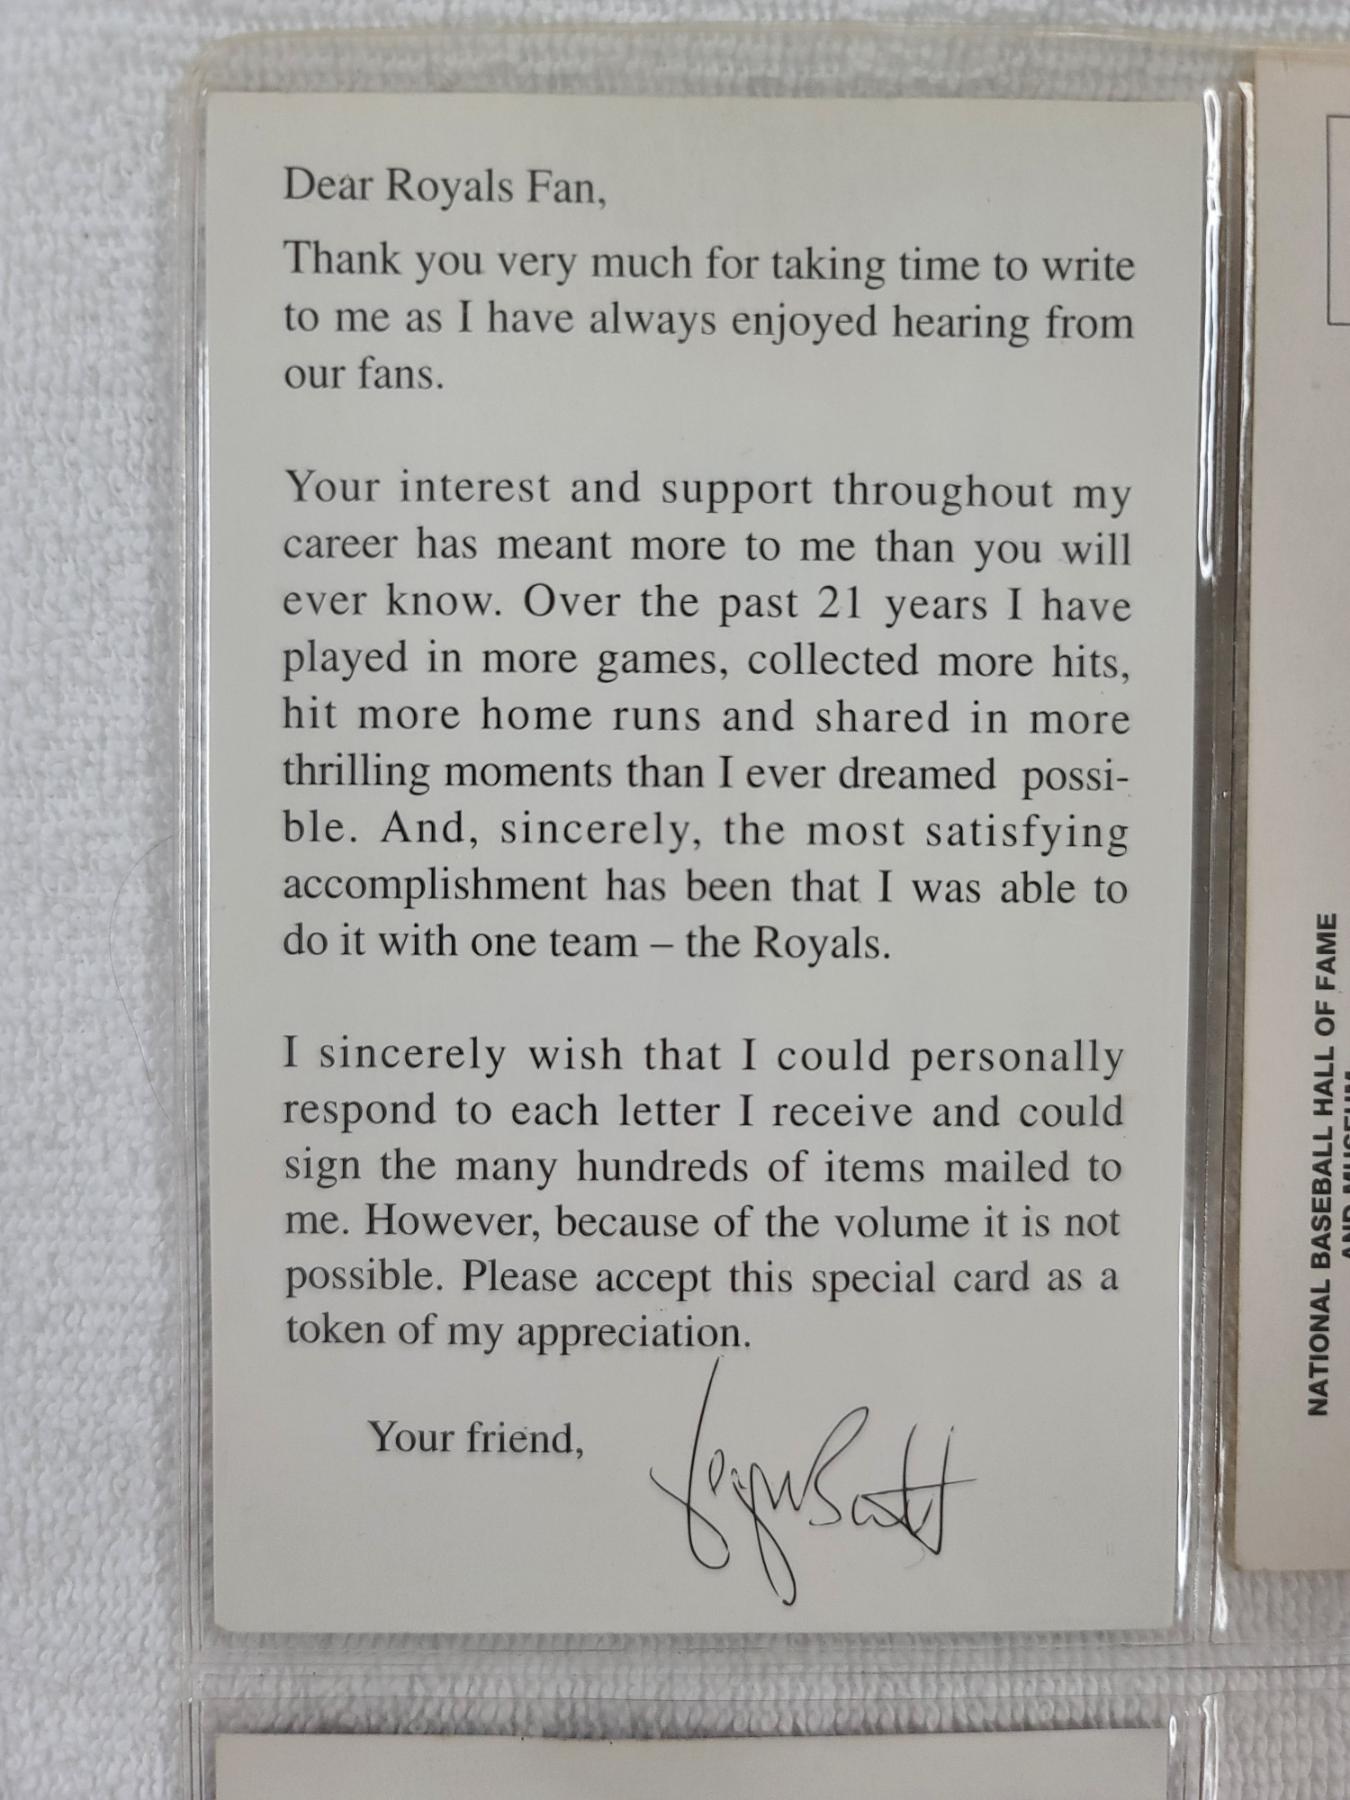 Dear Royals Fan,
Thank you very much for taking time to write
to me as I have always enjoyed hearing from
our fans.
Your interest and support throughout my
career has meant more to me than you will
ever know. Over the past 21 years I have
played in more games, collected more hits,
hit more home runs and shared in more
thrilling moments than I ever dreamed possi-
ble. And, sincerely, the most satisfying
accomplishment has been that I was able to
do it with one team – the Royals.
I sincerely wish that I could personally
respond to each letter I receive and could
sign the many hundreds of items mailed to
me. However, because of the volume it is not
possible. Please accept this special card as a
token of my appreciation.
Your friend,
NATIONAL BASEBALL HALL OF FAME
AND MUSEUM